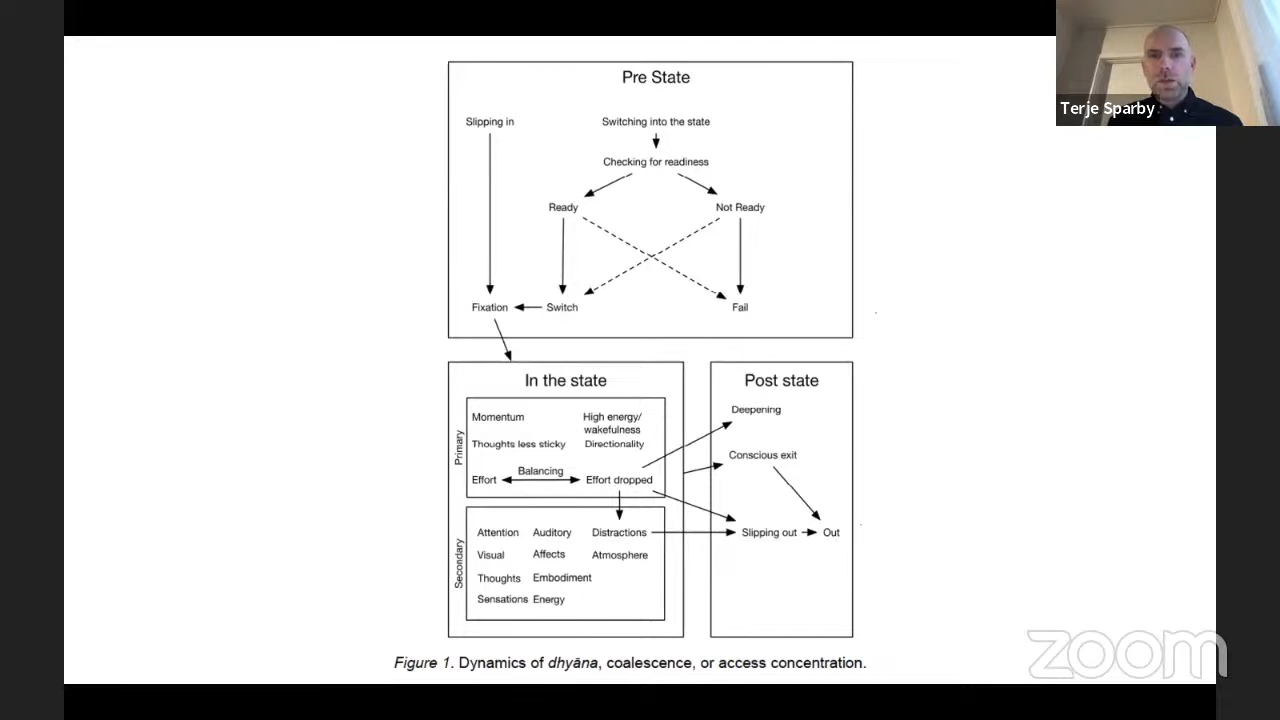 Terje Sparby
Pre State
Slipping in
Switching into the state
Checking for readiness
Ready
Not Ready
Fixation
Switch
Fail
In the state
Primary
Momentum
High energy/
wakefulness
Thoughts less sticky
Directionality
Effort
Balancing
Effort dropped
Secondary
Attention
Auditory
Distractions
Visual
Affects
Atmosphere
Thoughts
Embodiment
Sensations
Energy
Post state
Deepening
Conscious exit
Slipping out
Out
Figure 1. Dynamics of dhyāna, coalescence, or access concentration.
zoom